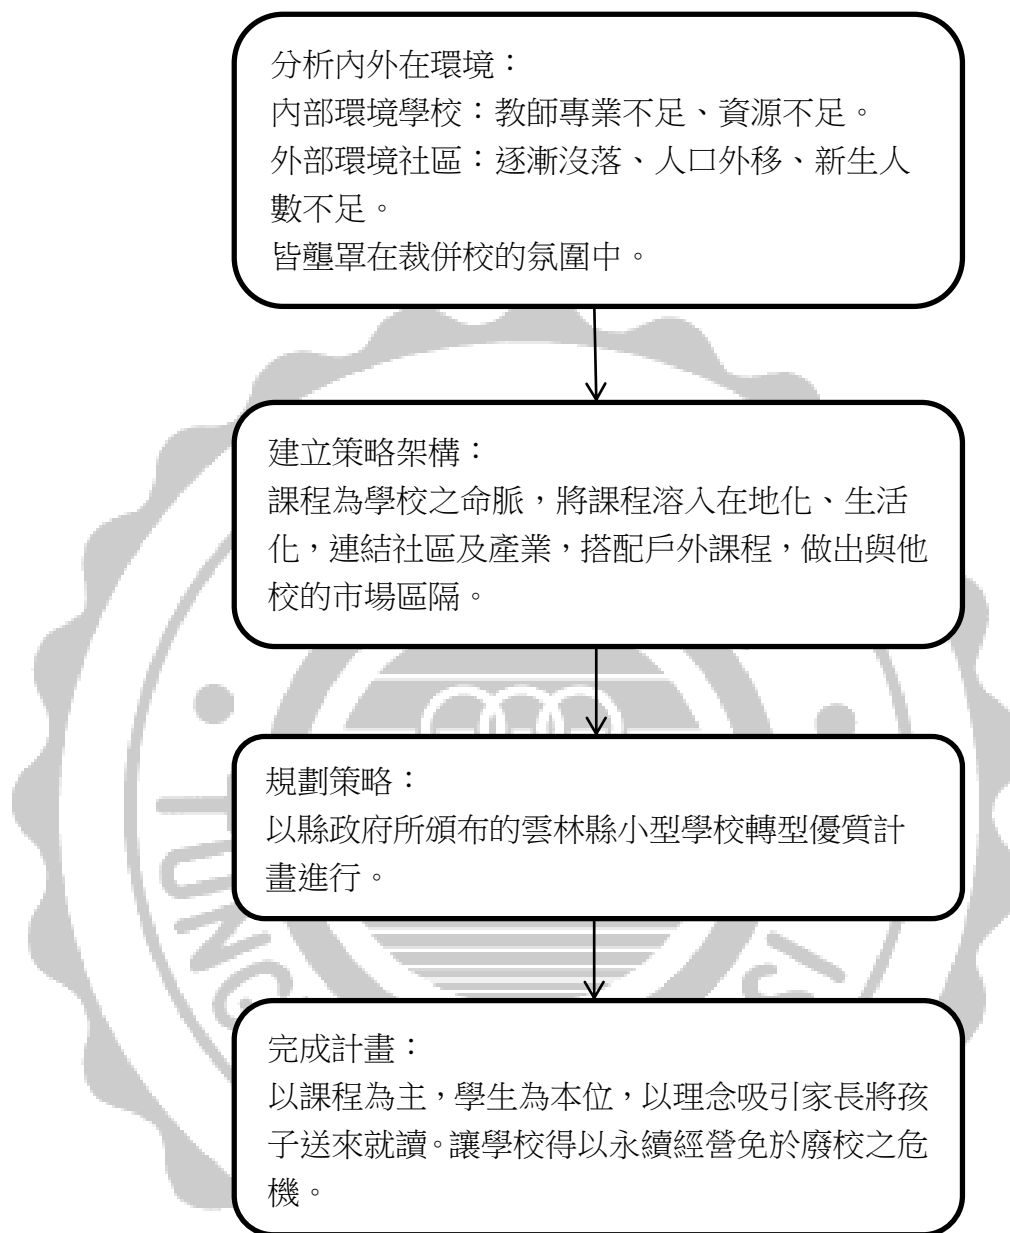 分析內外在環境：
內部環境學校：教師專業不足、資源不足。
外部環境社區：逐漸沒落、人口外移、新生人
數不足。
皆壟罩在裁併校的氛圍中。
建立策略架構：
課程為學校之命脈，將課程溶入在地化、生活
化，連結社區及產業，搭配戶外課程，做出與他
校的市場區隔。
規劃策略：
以縣政府所頒布的雲林縣小型學校轉型優質計
畫進行。
完成計畫：
以課程為主，學生為本位，以理念吸引家長將孩
子送來就讀。讓學校得以永續經營免於廢校之危
機。
TUNG